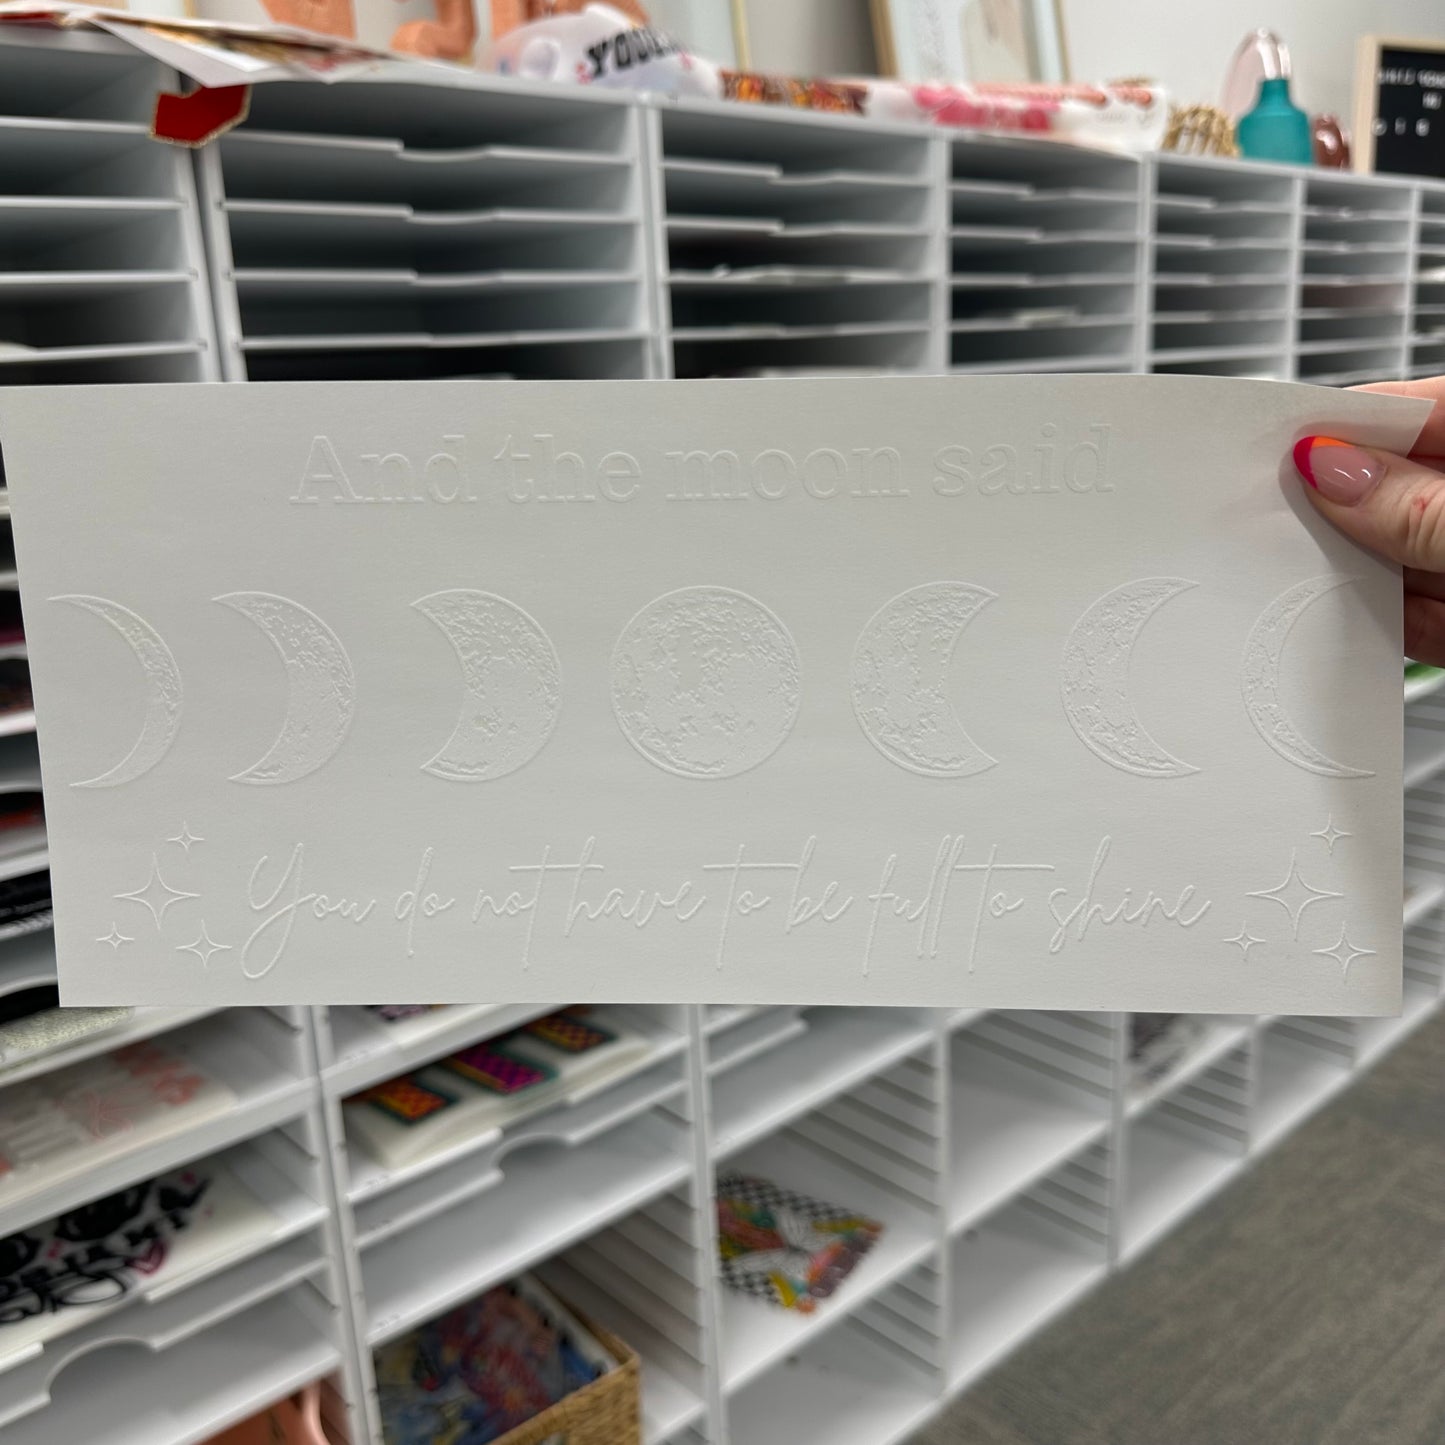 And the moon said
You do not have to be full to shine